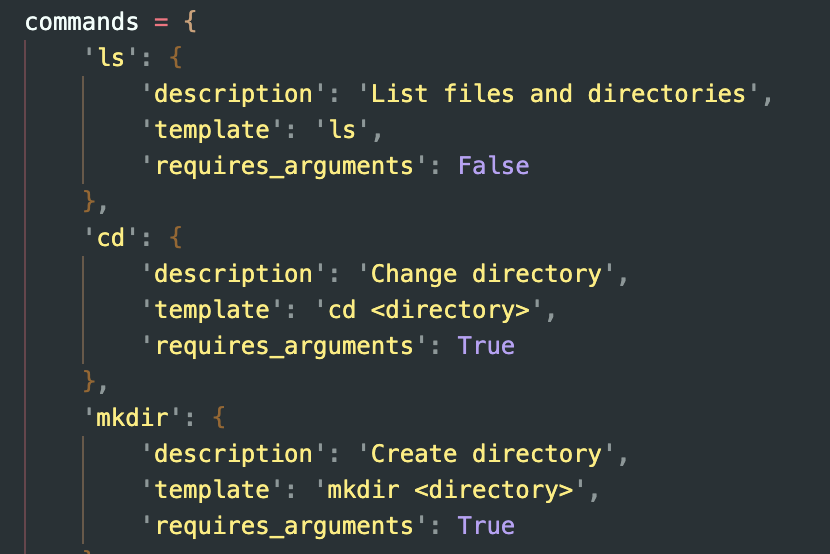 commands = {
    'ls': {
        'description': 'List files and directories',
        'template': 'ls',
        'requires_arguments': False
    },
    'cd': {
        'description': 'Change directory',
        'template': 'cd <directory>',
        'requires_arguments': True
    },
    'mkdir': {
        'description': 'Create directory',
        'template': 'mkdir <directory>',
        'requires_arguments': True